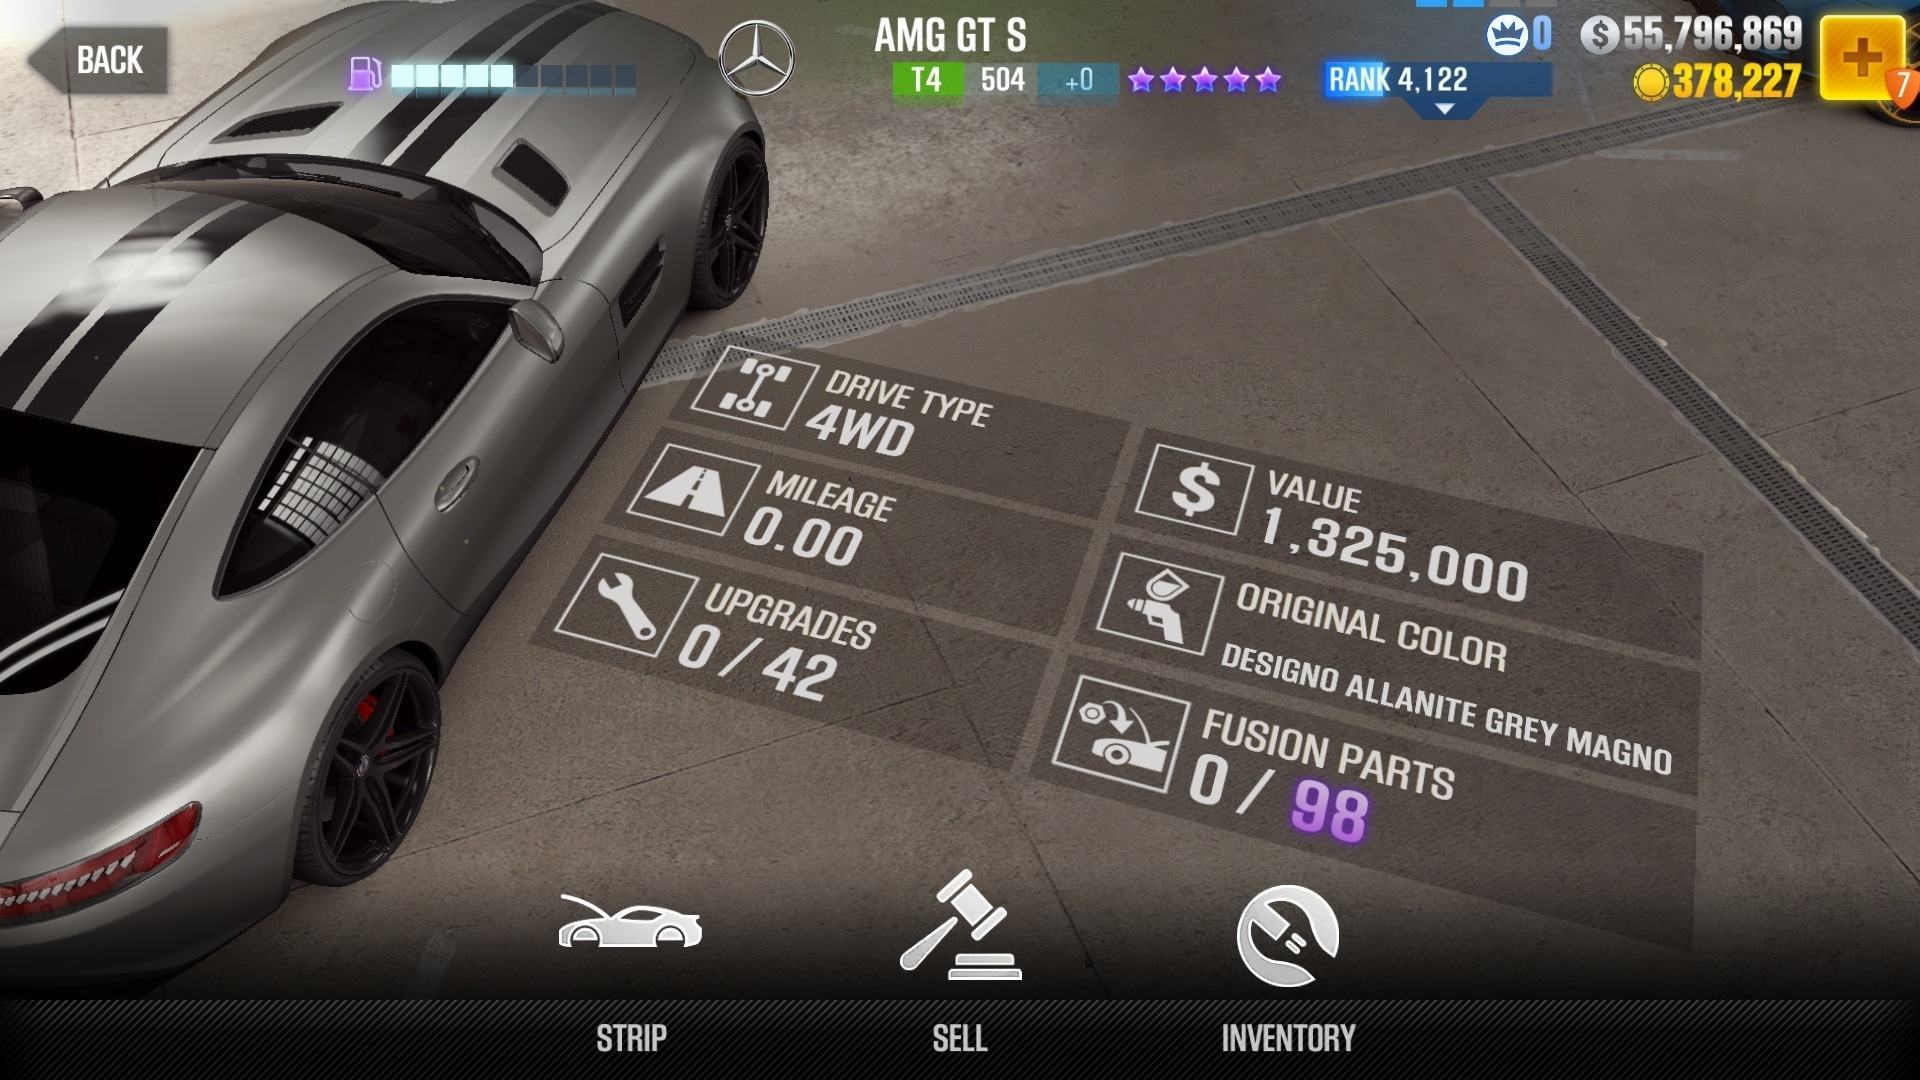 BACK
AMG GT S
T4 504 +0
RANK 4,122
0
$ 55,796,869
378,227
7
DRIVE TYPE
4WD
MILEAGE
0.00
UPGRADES
0 / 42
VALUE
1,325,000
ORIGINAL COLOR
DESIGNO ALLANITE GREY MAGNO
FUSION PARTS
0 / 98
STRIP
SELL
INVENTORY